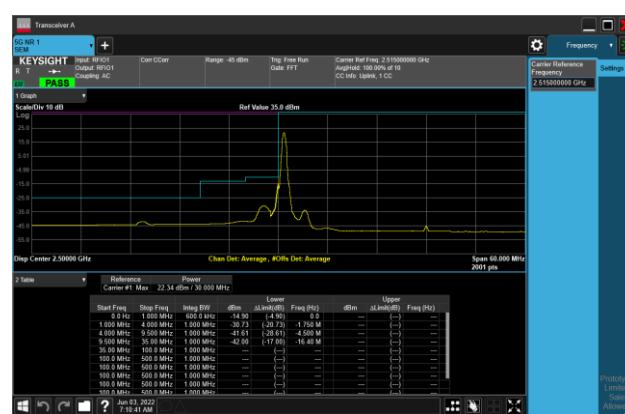 Transceiver A
5G NR 1
SEM
Frequency
KEYSIGHT Input: RFIO1 Corr CCorr Range: -45 dBm Trig: Free Run Carrier Ref Freq: 2.515000000 GHz
R T Output: RFIO1 Gate: FFT Avg|Hold: 100.00% of 10
Coupling: AC CC Info: Uplink, 1 CC
PASS
Carrier Reference Frequency
2.515000000 GHz
Settings
1 Graph
Scale/Div 10 dB Ref Value 35.0 dBm
Log
25.0
15.0
5.01
-4.99
-15.0
-25.0
-35.0
-45.0
-55.0
Disp Center 2.50000 GHz Chan Det: Average , #Offs Det: Average Span 60.000 MHz
2001 pts
2 Table
Reference Power
Carrier #1 Max 22.34 dBm / 30.000 MHz
Lower Upper
Start Freq Stop Freq Integ BW dBm ΔLimit(dB) Freq (Hz) dBm ΔLimit(dB) Freq (Hz)
0.0 Hz 1.000 MHz 600.0 kHz -14.90 (-4.90) 0.0 --- (---) ---
1.000 MHz 4.000 MHz 1.000 MHz -30.73 (-20.73) -1.750 M --- (---) ---
4.000 MHz 9.500 MHz 1.000 MHz -41.61 (-28.61) -4.500 M --- (---) ---
9.500 MHz 35.00 MHz 1.000 MHz -42.00 (-17.00) -16.40 M --- (---) ---
35.00 MHz 100.0 MHz 1.000 MHz --- (---) --- --- (---) ---
100.0 MHz 500.0 MHz 1.000 MHz --- (---) --- --- (---) ---
100.0 MHz 500.0 MHz 1.000 MHz --- (---) --- --- (---) ---
100.0 MHz 500.0 MHz 1.000 MHz --- (---) --- --- (---) ---
100.0 MHz 500.0 MHz 1.000 MHz --- (---) --- --- (---) ---
100.0 MHz 500.0 MHz 1.000 MHz --- (---) --- --- (---) ---
Jun 03, 2022
7:18:41 AM
?